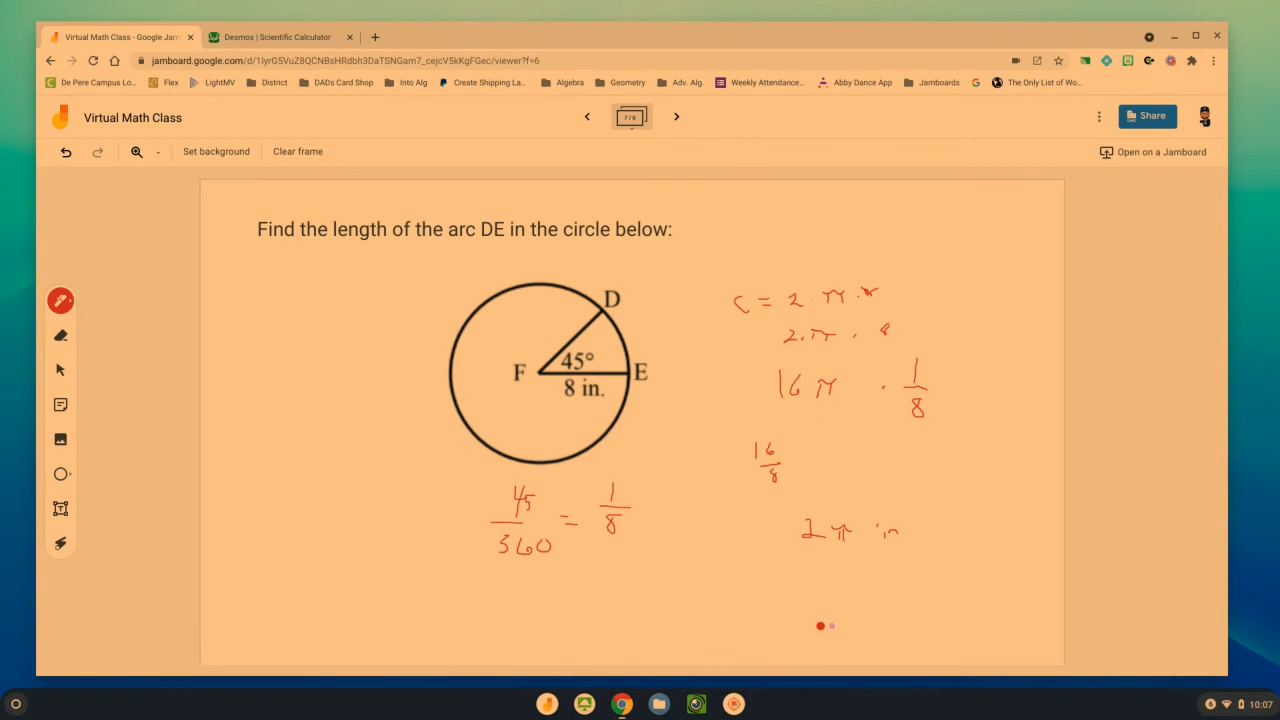 Virtual Math Class - Google Jam
Desmos | Scientific Calculator
jamboard.google.com/d/1IyrG5VuZ8QCNBsHRdbh3DaTSNGam7_cejcV5kKgFGec/viewer?f=6
De Pere Campus Lo... Flex LightMV District DADs Card Shop Into Alg Create Shipping La... Algebra Geometry Adv. Alg. Weekly Attendance... Abby Dance App Jamboards The Only List of Wo...
Virtual Math Class
7 / 8
Share
Set background
Clear frame
Open on a Jamboard
Find the length of the arc DE in the circle below:
D
F 45° E
8 in.
C = 2 · π · r
2 · π · 8
16 π · 1/8
16/8
45/360 = 1/8
2 π in
6
10:07